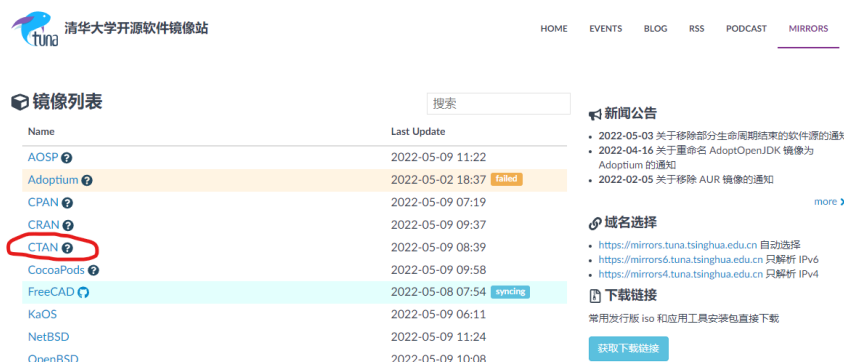 tuna 清华大学开源软件镜像站
HOME EVENTS BLOG RSS PODCAST MIRRORS
镜像列表
搜索
Name Last Update
AOSP 2022-05-09 11:22
Adoptium 2022-05-02 18:37 failed
CPAN 2022-05-09 07:19
CRAN 2022-05-09 09:37
CTAN 2022-05-09 08:39
CocoaPods 2022-05-09 09:58
FreeCAD 2022-05-08 07:54 syncing
KaOS 2022-05-09 06:11
NetBSD 2022-05-09 11:24
OpenBSD 2022-05-09 10:08
新闻公告
2022-05-03 关于移除部分生命周期结束的软件源的通知
2022-04-16 关于重命名 AdoptOpenJDK 镜像为
Adoptium 的通知
2022-02-05 关于移除 AUR 镜像的通知
more
域名选择
https://mirrors.tuna.tsinghua.edu.cn 自动选择
https://mirrors6.tuna.tsinghua.edu.cn 只解析 IPv6
https://mirrors4.tuna.tsinghua.edu.cn 只解析 IPv4
下载链接
常用发行版 iso 和应用工具安装包直接下载
获取下载链接